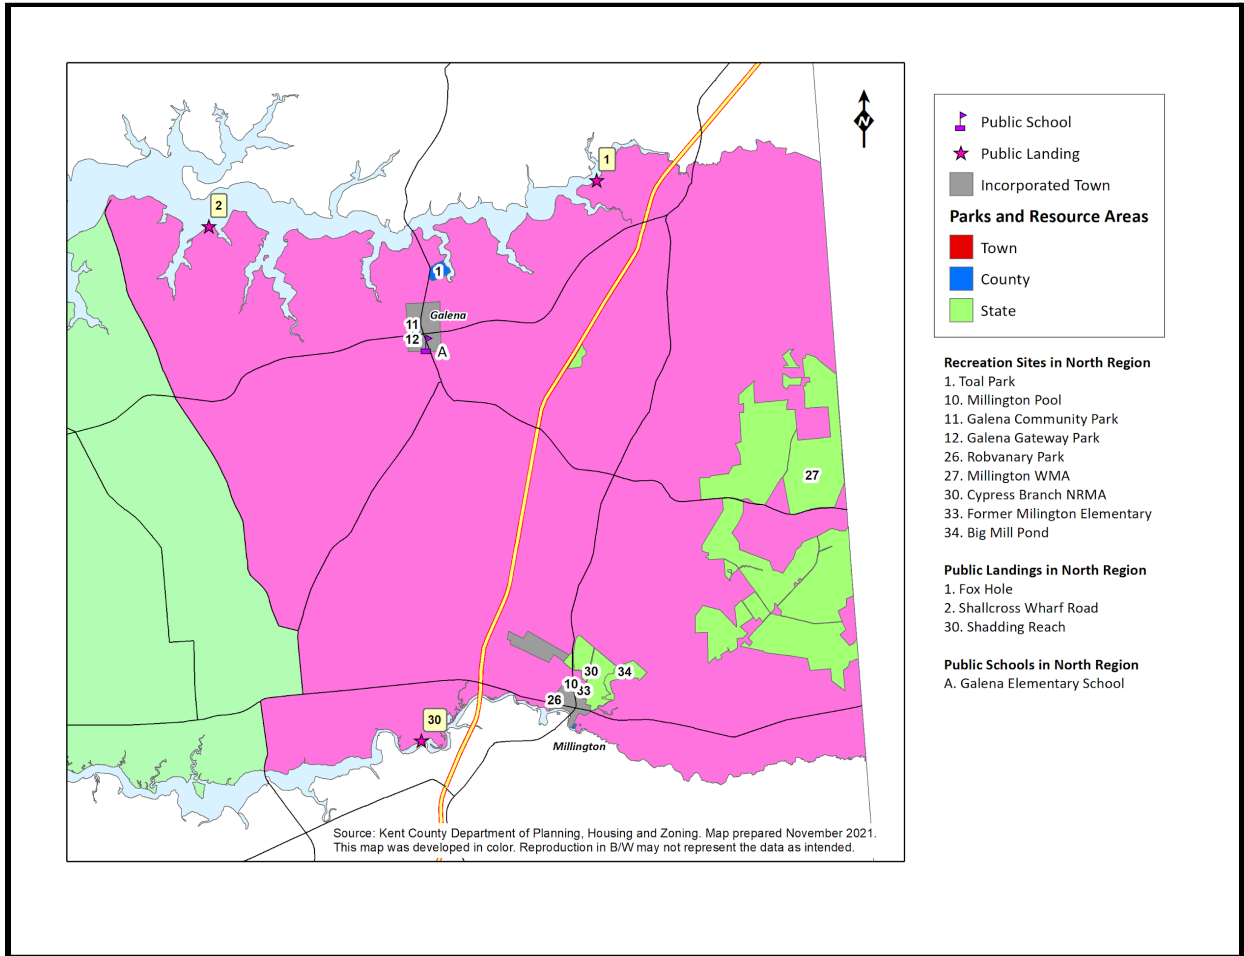 1
2
1
Galena
11
12
A
27
30
34
10
33
26
30
Millington
N
Source: Kent County Department of Planning, Housing and Zoning. Map prepared November 2021.
This map was developed in color. Reproduction in B/W may not represent the data as intended.
Public School
Public Landing
Incorporated Town
Parks and Resource Areas
Town
County
State
Recreation Sites in North Region
1. Toal Park
10. Millington Pool
11. Galena Community Park
12. Galena Gateway Park
26. Robvanary Park
27. Millington WMA
30. Cypress Branch NRMA
33. Former Milington Elementary
34. Big Mill Pond
Public Landings in North Region
1. Fox Hole
2. Shallcross Wharf Road
30. Shadding Reach
Public Schools in North Region
A. Galena Elementary School